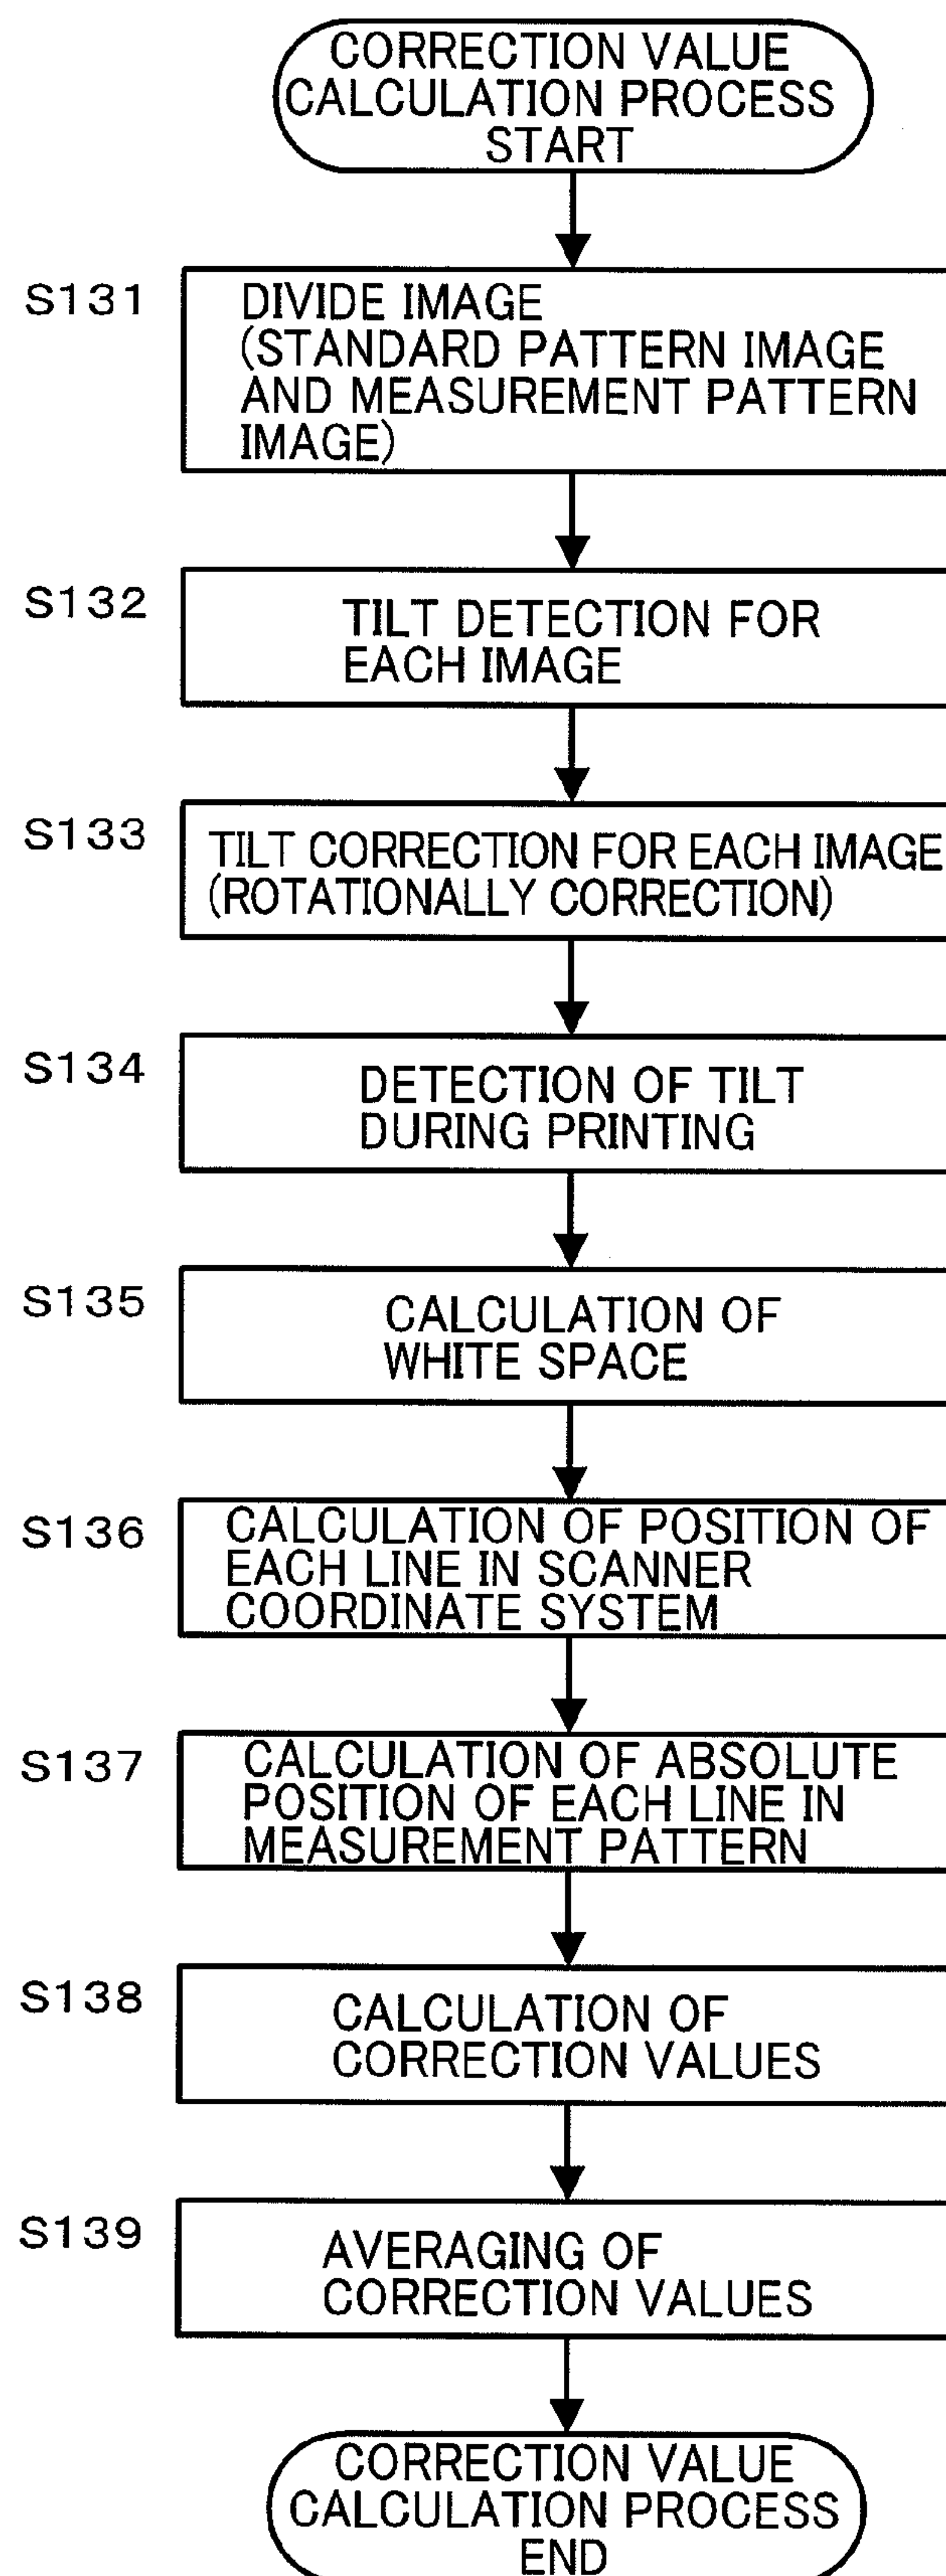 CORRECTION VALUE
CALCULATION PROCESS
START
S131
DIVIDE IMAGE
(STANDARD PATTERN IMAGE
AND MEASUREMENT PATTERN
IMAGE)
S132
TILT DETECTION FOR
EACH IMAGE
S133
TILT CORRECTION FOR EACH IMAGE
(ROTATIONALLY CORRECTION)
S134
DETECTION OF TILT
DURING PRINTING
S135
CALCULATION OF
WHITE SPACE
S136
CALCULATION OF POSITION OF
EACH LINE IN SCANNER
COORDINATE SYSTEM
S137
CALCULATION OF ABSOLUTE
POSITION OF EACH LINE IN
MEASUREMENT PATTERN
S138
CALCULATION OF
CORRECTION VALUES
S139
AVERAGING OF
CORRECTION VALUES
CORRECTION VALUE
CALCULATION PROCESS
END